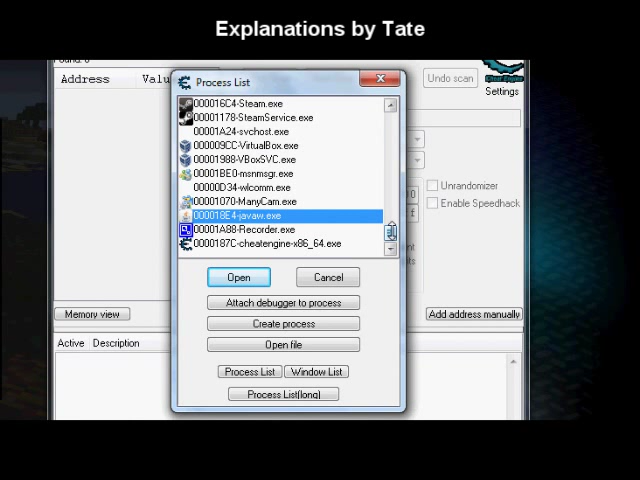 Explanations by Tate
Found: 0
Address Valu
Process List
Undo scan
Settings
000016C4-Steam.exe
00001178-SteamService.exe
00001A24-svchost.exe
000009CC-VirtualBox.exe
00001988-VBoxSVC.exe
00001BE0-msnmsgr.exe
00000D34-wlcomm.exe
00001070-ManyCam.exe
000018E4-javaw.exe
00001A88-Recorder.exe
0000187C-cheatengine-x86_64.exe
Unrandomizer
Enable Speedhack
Open Cancel
Attach debugger to process
Create process
Open file
Process List Window List
Process List(long)
Memory view
Add address manually
Active Description